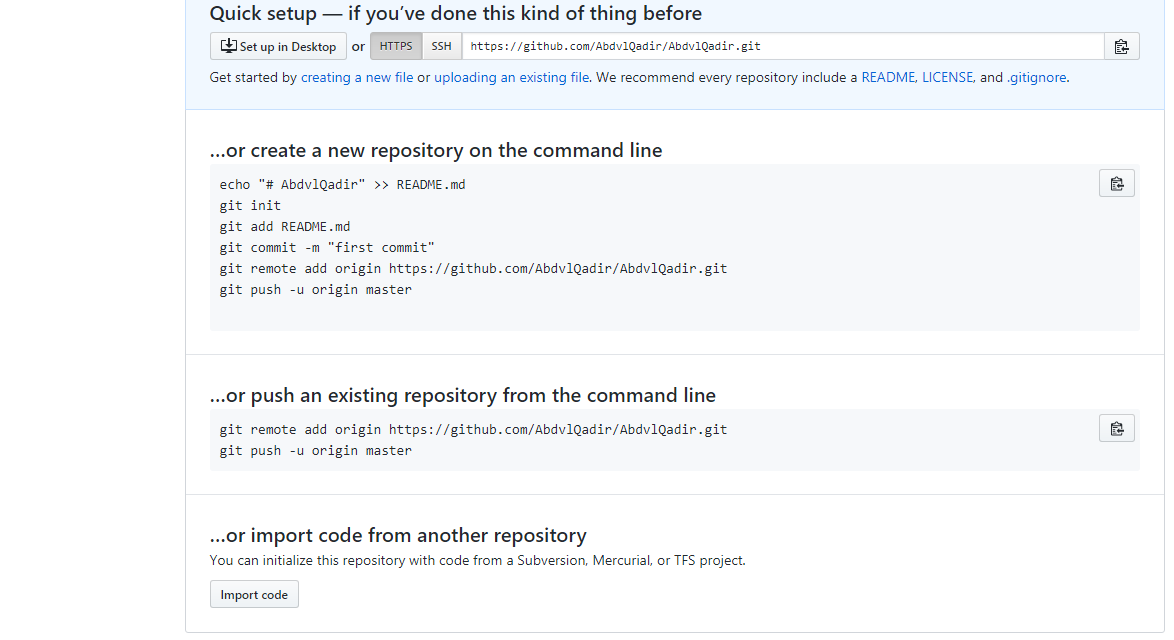 Quick setup — if you’ve done this kind of thing before
Set up in Desktop or HTTPS SSH https://github.com/AbdvlQadir/AbdvlQadir.git
Get started by creating a new file or uploading an existing file. We recommend every repository include a README, LICENSE, and .gitignore.
…or create a new repository on the command line
echo "# AbdvlQadir" >> README.md
git init
git add README.md
git commit -m "first commit"
git remote add origin https://github.com/AbdvlQadir/AbdvlQadir.git
git push -u origin master
…or push an existing repository from the command line
git remote add origin https://github.com/AbdvlQadir/AbdvlQadir.git
git push -u origin master
…or import code from another repository
You can initialize this repository with code from a Subversion, Mercurial, or TFS project.
Import code